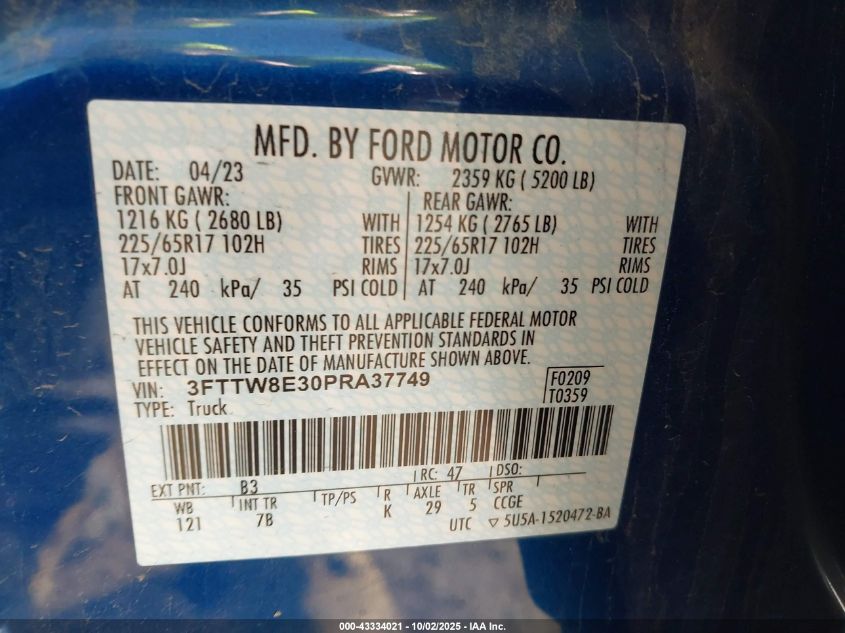 MFD. BY FORD MOTOR CO.
DATE: 04/23 GVWR: 2359 KG ( 5200 LB)
FRONT GAWR: REAR GAWR:
1216 KG ( 2680 LB) WITH 1254 KG ( 2765 LB) WITH
225/65R17 102H TIRES 225/65R17 102H TIRES
17x7.0J RIMS 17x7.0J RIMS
AT 240 kPa/ 35 PSI COLD AT 240 kPa/ 35 PSI COLD
THIS VEHICLE CONFORMS TO ALL APPLICABLE FEDERAL MOTOR
VEHICLE SAFETY AND THEFT PREVENTION STANDARDS IN
EFFECT ON THE DATE OF MANUFACTURE SHOWN ABOVE.
VIN: 3FTTW8E30PRA37749 F0209
TYPE: Truck T0359
EXT PNT: B3 RC: 47 DSO:
WB INT TR TP/PS R AXLE TR SPR
121 7B K 29 5 CCGE
UTC ▽ 5U5A-1520472-BA
000-43334021 - 10/02/2025 - IAA Inc.